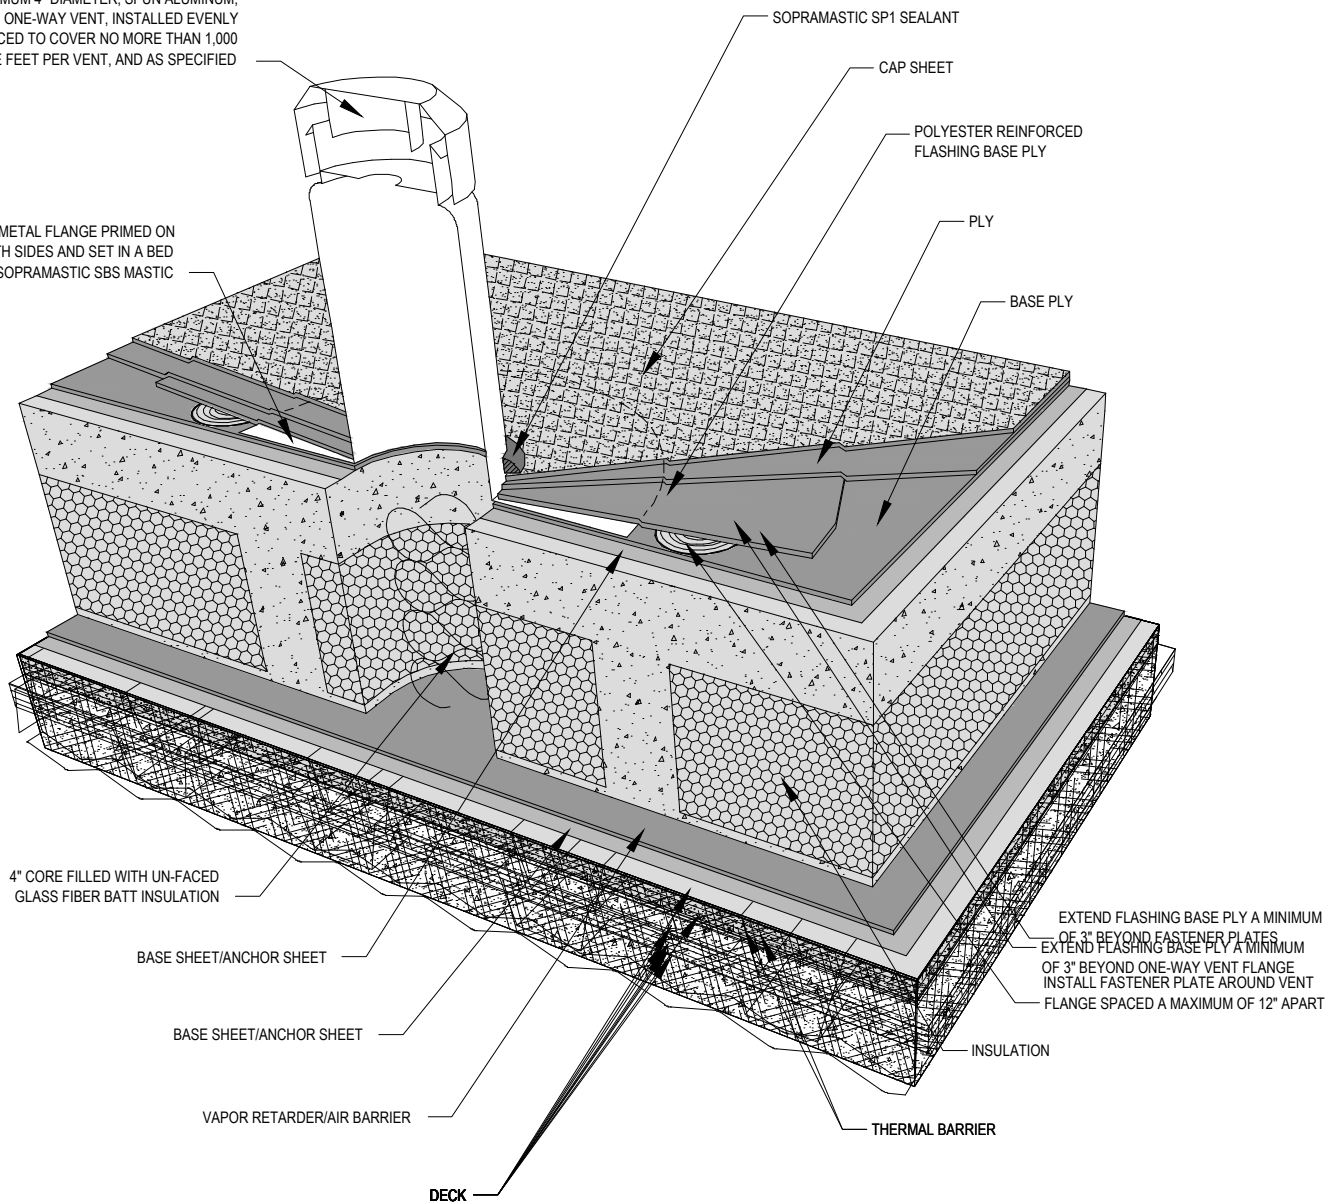 DIAMETER, SPUN ALUMINUM,
ONE-WAY VENT, INSTALLED EVENLY
TO COVER NO MORE THAN 1,000
FEET PER VENT, AND AS SPECIFIED
METAL FLANGE PRIMED ON
SIDES AND SET IN A BED
SOPRAMASTIC SBS MASTIC
SOPRAMASTIC SP1 SEALANT
CAP SHEET
POLYESTER REINFORCED
FLASHING BASE PLY
PLY
BASE PLY
4" CORE FILLED WITH UN-FACED
GLASS FIBER BATT INSULATION
BASE SHEET/ANCHOR SHEET
BASE SHEET/ANCHOR SHEET
VAPOR RETARDER/AIR BARRIER
DECK
EXTEND FLASHING BASE PLY A MINIMUM
OF 3" BEYOND FASTENER PLATES
EXTEND FLASHING BASE PLY A MINIMUM
OF 3" BEYOND ONE-WAY VENT FLANGE
INSTALL FASTENER PLATE AROUND VENT
FLANGE SPACED A MAXIMUM OF 12" APART
INSULATION
THERMAL BARRIER